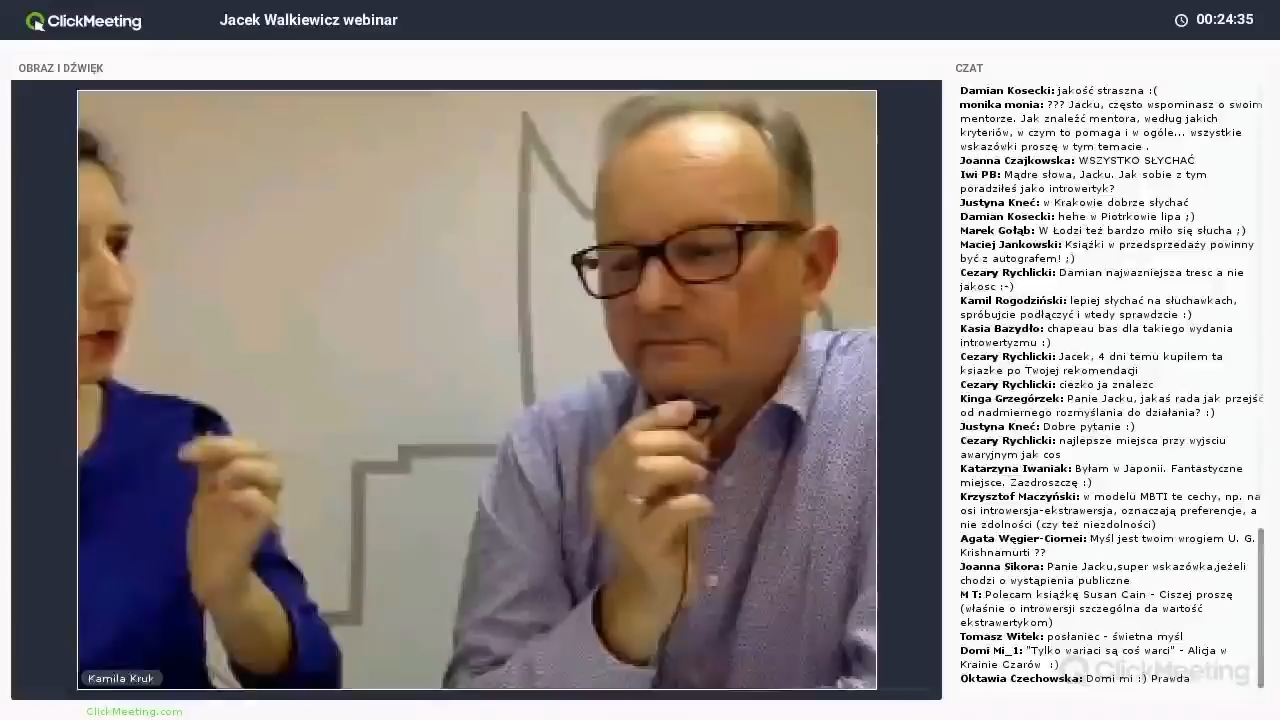 ClickMeeting
Jacek Walkiewicz webinar
00:24:35
OBRAZ I DŹWIĘK
CZAT
Damian Kosecki: jakość straszna :(
monika monia: ??? Jacku, często wspominasz o swoim
mentorze. Jak znaleźć mentora, według jakich
kryteriów, w czym to pomaga i w ogóle... wszystkie
wskazówki proszę w tym temacie .
Joanna Czajkowska: WSZYSTKO SŁYCHAĆ
Iwi PB: Mądre słowa, Jacku. Jak sobie z tym
poradziłeś jako introwertyk?
Justyna Kneć: w Krakowie dobrze słychać
Damian Kosecki: hehe w Piotrkowie lipa ;)
Marek Gołąb: W Łodzi też bardzo miło się słucha ;)
Maciej Jankowski: Książki w przedsprzedaży powinny
być z autografem! ;)
Cezary Rychlicki: Damian najwazniejsza tresc a nie
jakosc :-)
Kamil Rogodziński: lepiej słychać na słuchawkach,
spróbujcie podłączyć i wtedy sprawdzcie :)
Kasia Bazydło: chapeau bas dla takiego wydania
introwertyzmu :)
Cezary Rychlicki: Jacek, 4 dni temu kupilem ta
ksiazke po Twojej rekomendacji
Cezary Rychlicki: ciezko ja znalezc
Kinga Grzegórzek: Panie Jacku, jakaś rada jak przejść
od nadmiernego rozmyślania do działania? :)
Justyna Kneć: Dobre pytanie :)
Cezary Rychlicki: najlepsze miejsca przy wyjsciu
awaryjnym jak cos
Katarzyna Iwaniak: Byłam w Japonii. Fantastyczne
miejsce. Zazdroszczę :)
Krzysztof Maczyński: w modelu MBTI te cechy, np. na
osi introwersja-ekstrawersja, oznaczają preferencje, a
nie zdolności (czy też niezdolności)
Agata Węgier-Ciornei: Myśl jest twoim wrogiem U. G.
Krishnamurti ??
Joanna Sikora: Panie Jacku,super wskazówka,jeżeli
chodzi o wystąpienia publiczne
M T: Polecam książkę Susan Cain - Ciszej proszę
(właśnie o introwersji szczególna da wartość
ekstrawertykom)
Tomasz Witek: posłaniec - świetna myśl
Domi Mi_1: "Tylko wariaci są coś warci" - Alicja w
Krainie Czarów :)
Oktawia Czechowska: Domi mi :) Prawda
ClickMeeting
Kamila Kruk
ClickMeeting.com